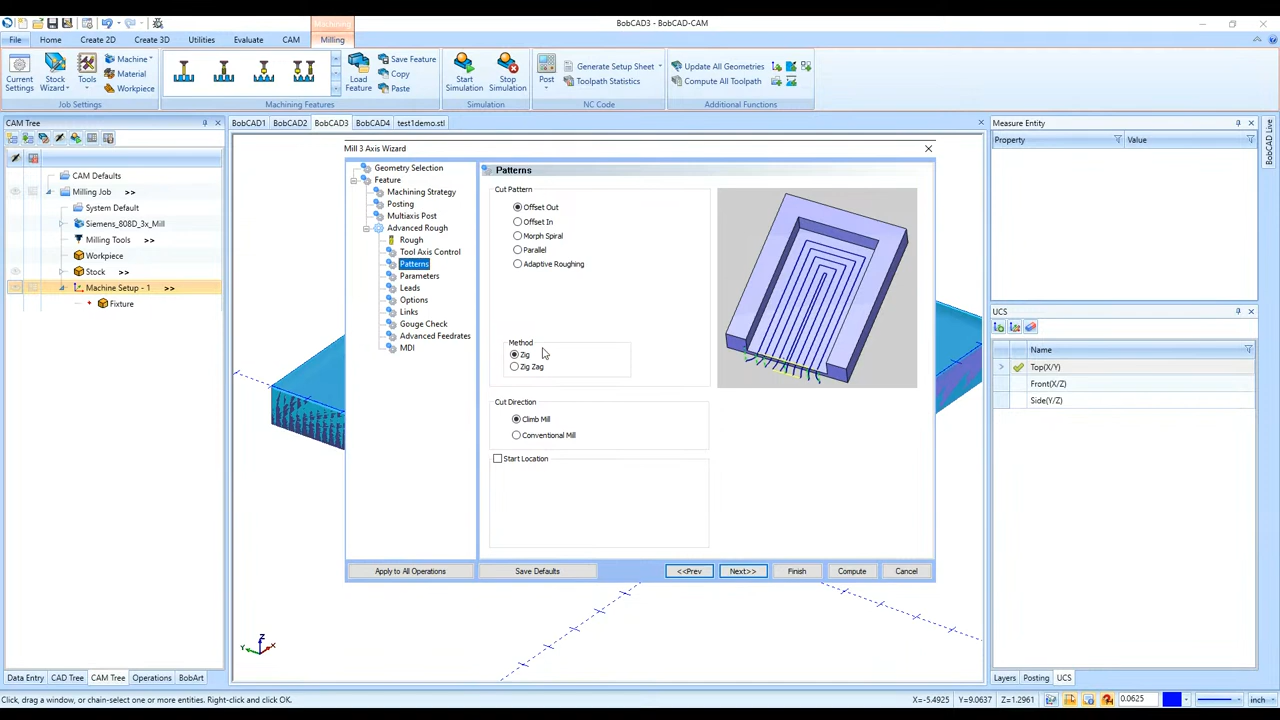 BobCAD3 - BobCAD-CAM
Machining
File Home Create 2D Create 3D Utilities Evaluate CAM Milling
Current Settings
Stock Wizard
Tools
Machine
Material
Workpiece
Job Settings
Load Feature
Save Feature
Copy
Paste
Machining Features
Start Simulation
Stop Simulation
Simulation
Post
Generate Setup Sheet
Toolpath Statistics
NC Code
Update All Geometries
Compute All Toolpath
Additional Functions
CAM Tree
BobCAD1 BobCAD2 BobCAD3 BobCAD4 test1demo.stl
CAM Defaults
Milling Job >>
System Default
Siemens_808D_3x_Mill
Milling Tools >>
Workpiece
Stock >>
Machine Setup - 1 >>
Fixture
Mill 3 Axis Wizard
Geometry Selection
Feature
Machining Strategy
Posting
Multiaxis Post
Advanced Rough
Rough
Tool Axis Control
Patterns
Parameters
Leads
Options
Links
Gouge Check
Advanced Feedrates
MDI
Patterns
Cut Pattern
Offset Out
Offset In
Morph Spiral
Parallel
Adaptive Roughing
Method
Zig
Zig Zag
Cut Direction
Climb Mill
Conventional Mill
Start Location
Apply to All Operations Save Defaults <<Prev Next>> Finish Compute Cancel
Measure Entity
Property Value
UCS
Name
Top(X/Y)
Front(X/Z)
Side(Y/Z)
BobCAD Live
Z
Y X
Data Entry CAD Tree CAM Tree Operations BobArt
Layers Posting UCS
Click, drag a window, or chain-select one or more entities. Right-click and click OK.
X=-5.4925 Y=9.0637 Z=1.2961 0.0625 inch